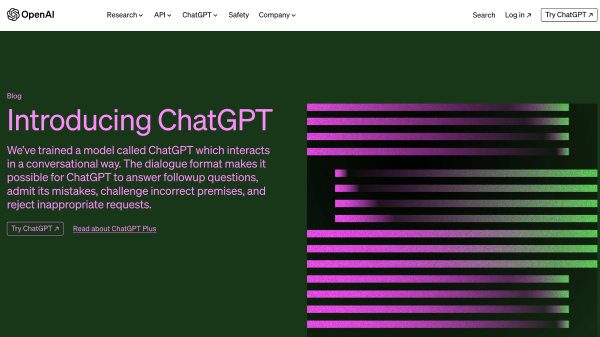 OpenAI Research API ChatGPT Safety Company Search Log in ↗ Try ChatGPT ↗
Blog
Introducing ChatGPT
We've trained a model called ChatGPT which interacts
in a conversational way. The dialogue format makes it
possible for ChatGPT to answer followup questions,
admit its mistakes, challenge incorrect premises, and
reject inappropriate requests.
Try ChatGPT ↗ Read about ChatGPT Plus